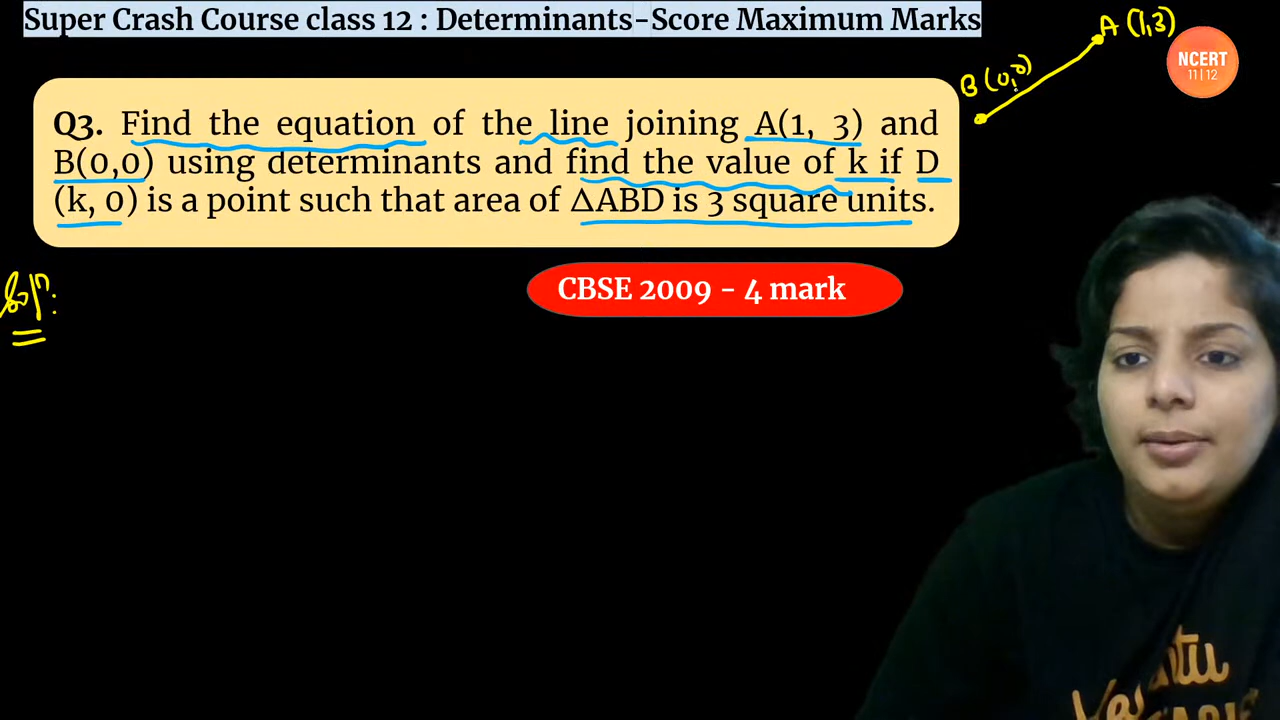 Super Crash Course class 12 : Determinants-Score Maximum Marks
A (1,3)
B (0,0)
NCERT
11 | 12
Q3. Find the equation of the line joining A(1, 3) and
B(0,0) using determinants and find the value of k if D
(k, 0) is a point such that area of ΔABD is 3 square units.
CBSE 2009 - 4 mark
Solⁿ: